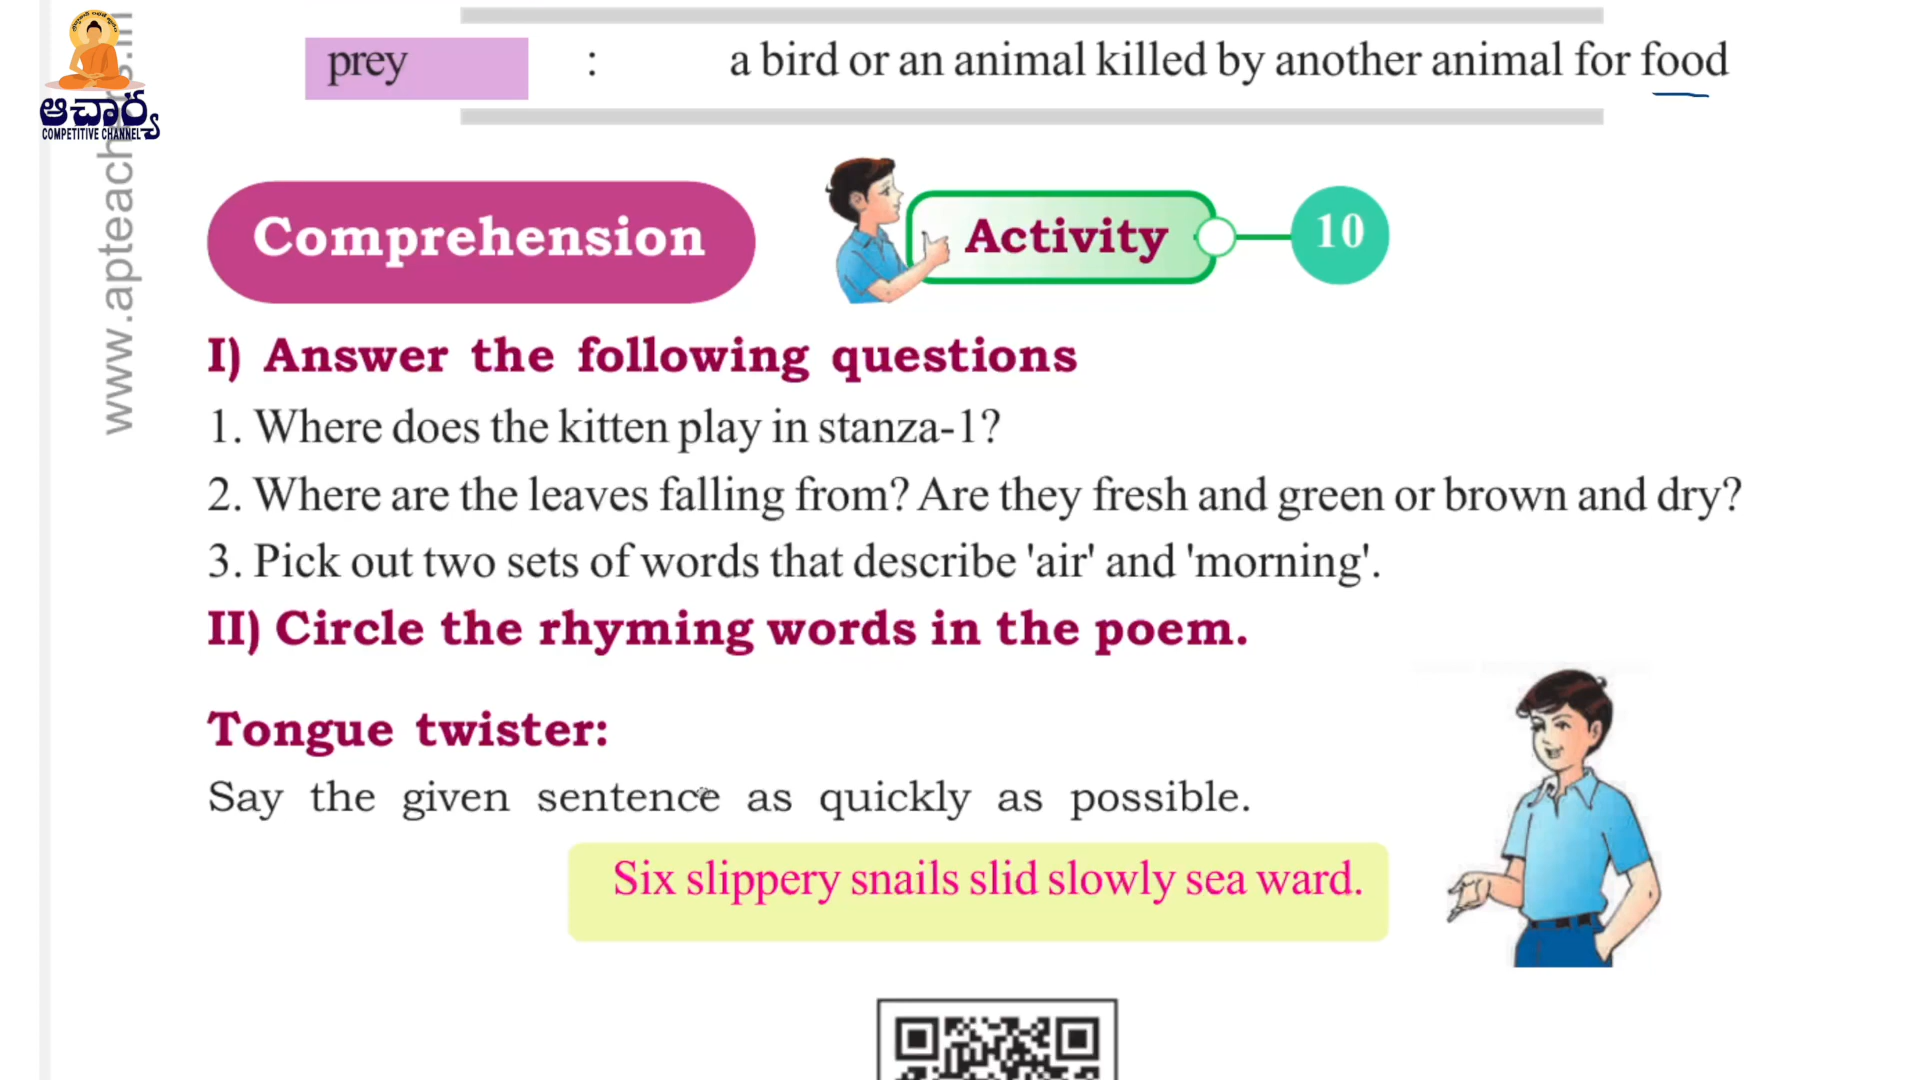 ఆచార్య
COMPETITIVE CHANNEL
www.apteach
prey : a bird or an animal killed by another animal for food
Comprehension
Activity 10
I) Answer the following questions
1. Where does the kitten play in stanza-1?
2. Where are the leaves falling from? Are they fresh and green or brown and dry?
3. Pick out two sets of words that describe 'air' and 'morning'.
II) Circle the rhyming words in the poem.
Tongue twister:
Say the given sentence as quickly as possible.
Six slippery snails slid slowly sea ward.